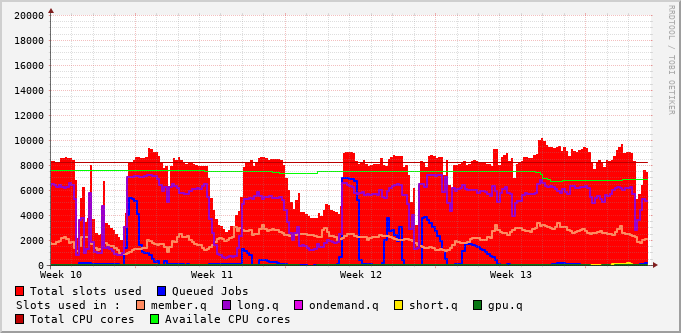 RRDTOOL / TOBI OETIKER
20000
18000
16000
14000
12000
10000
8000
6000
4000
2000
0
Week 10 Week 11 Week 12 Week 13
Total slots used Queued Jobs
Slots used in : member.q long.q ondemand.q short.q gpu.q
Total CPU cores Availale CPU cores